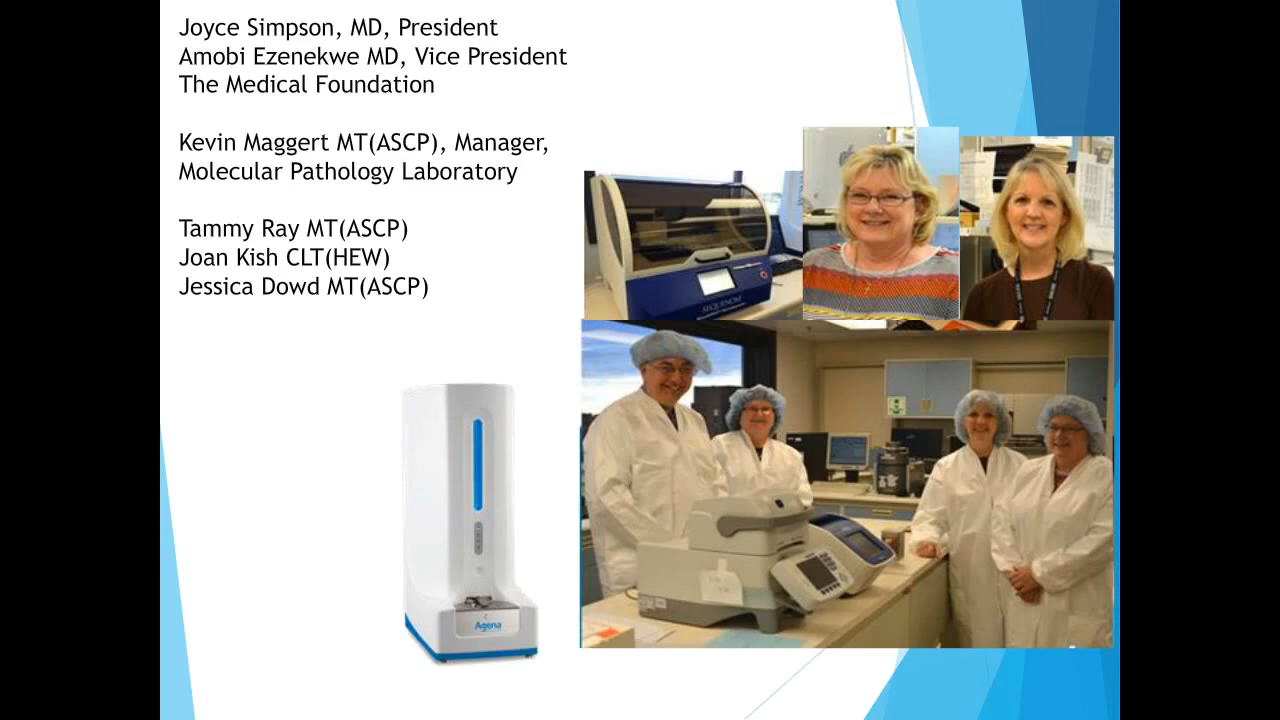 Joyce Simpson, MD, President
Amobi Ezenekwe MD, Vice President
The Medical Foundation
Kevin Maggert MT(ASCP), Manager,
Molecular Pathology Laboratory
Tammy Ray MT(ASCP)
Joan Kish CLT(HEW)
Jessica Dowd MT(ASCP)
SEQUENOM
Agena